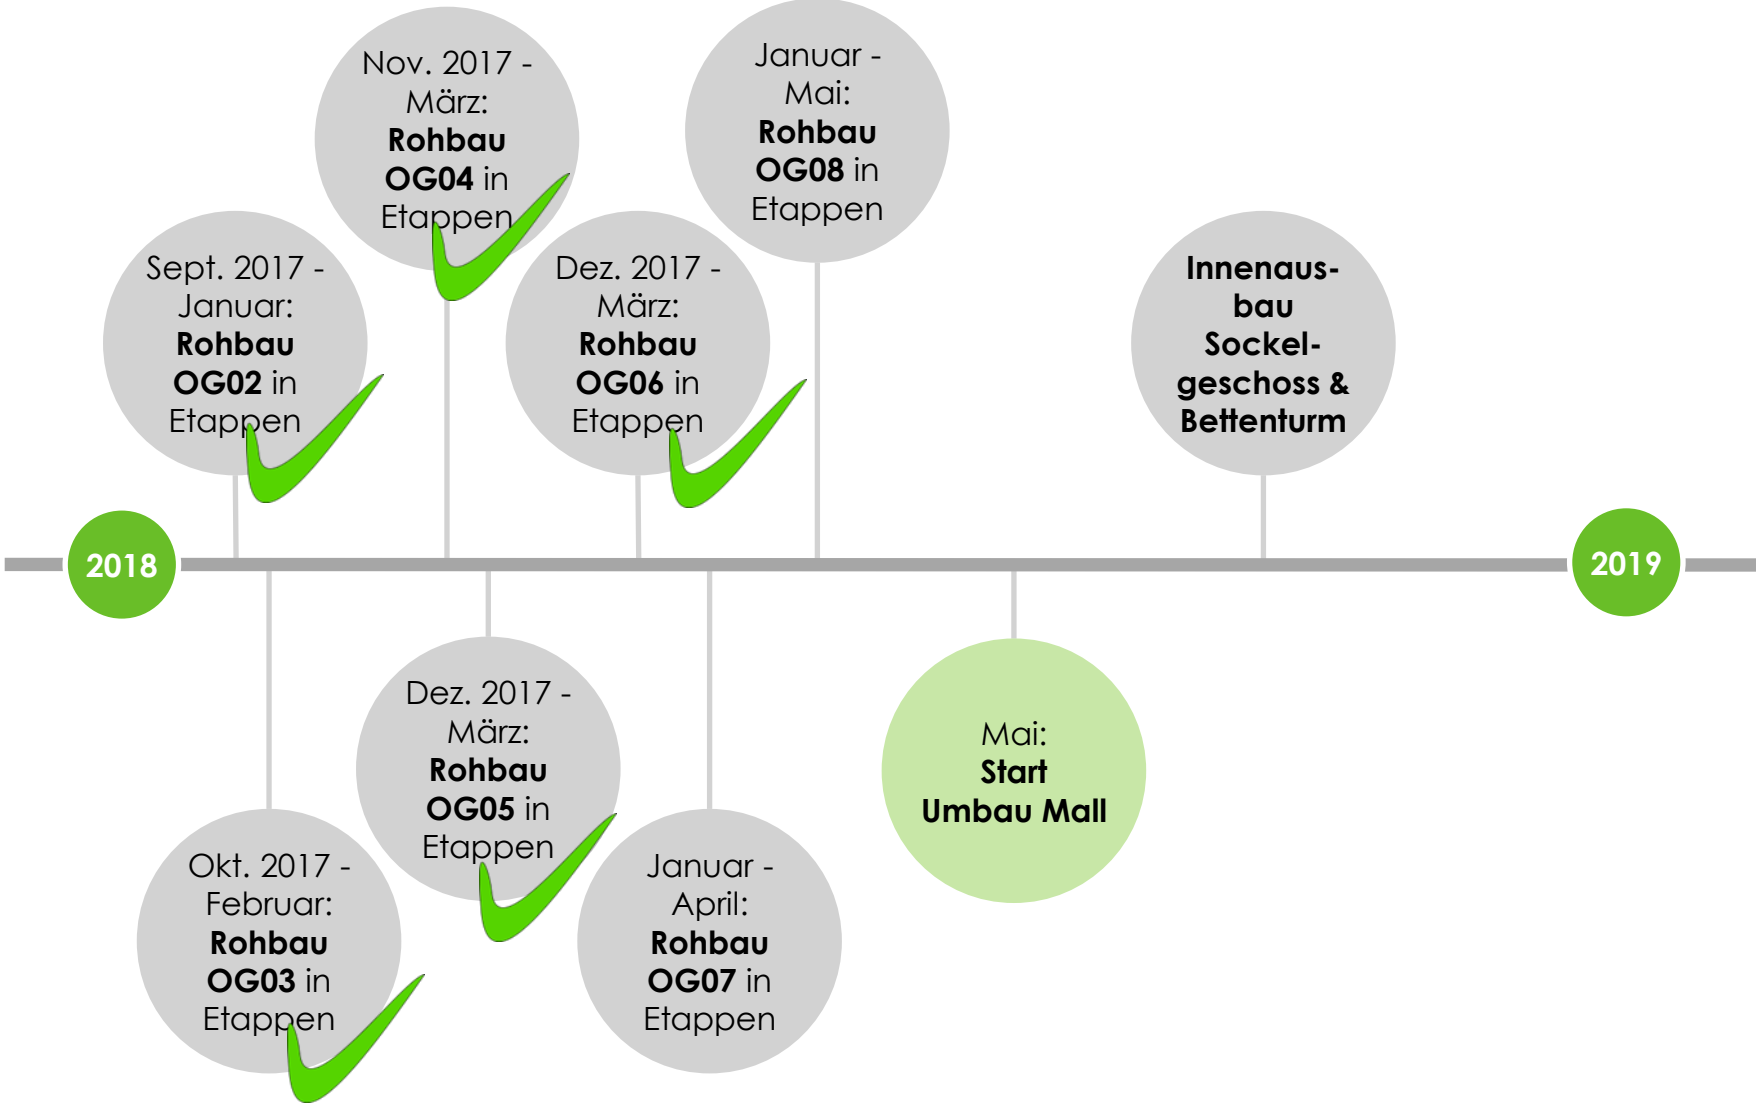 Nov. 2017 -
März:
Rohbau
OG04 in
Etappen
Januar -
Mai:
Rohbau
OG08 in
Etappen
Sept. 2017 -
Januar:
Rohbau
OG02 in
Etappen
Dez. 2017 -
März:
Rohbau
OG06 in
Etappen
Innenaus-
bau
Sockel-
geschoss &
Bettenturm
2018
2019
Dez. 2017 -
März:
Rohbau
OG05 in
Etappen
Mai:
Start
Umbau Mall
Okt. 2017 -
Februar:
Rohbau
OG03 in
Etappen
Januar -
April:
Rohbau
OG07 in
Etappen